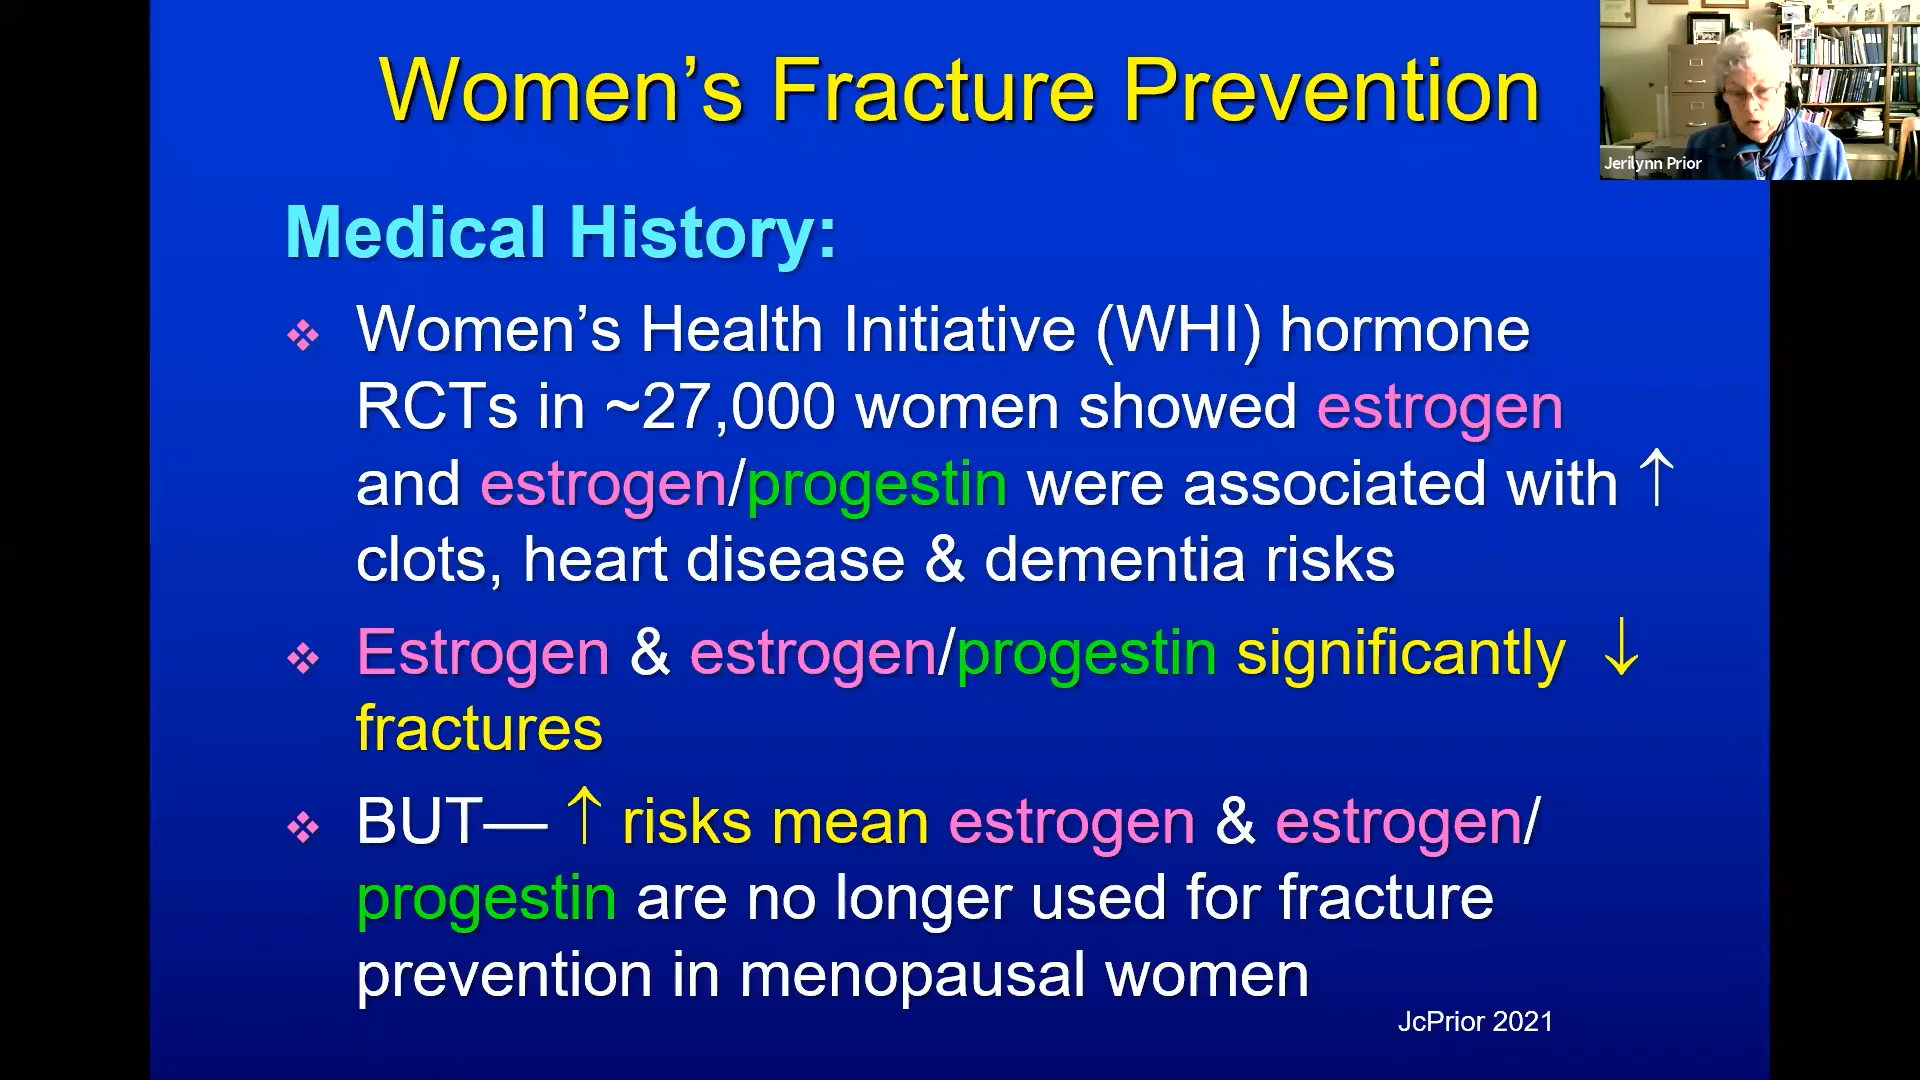 Women’s Fracture Prevention
Jerilynn Prior
Medical History:
❖ Women’s Health Initiative (WHI) hormone
RCTs in ~27,000 women showed estrogen
and estrogen/progestin were associated with ↑
clots, heart disease & dementia risks
❖ Estrogen & estrogen/progestin significantly ↓
fractures
❖ BUT— ↑ risks mean estrogen & estrogen/
progestin are no longer used for fracture
prevention in menopausal women
JcPrior 2021